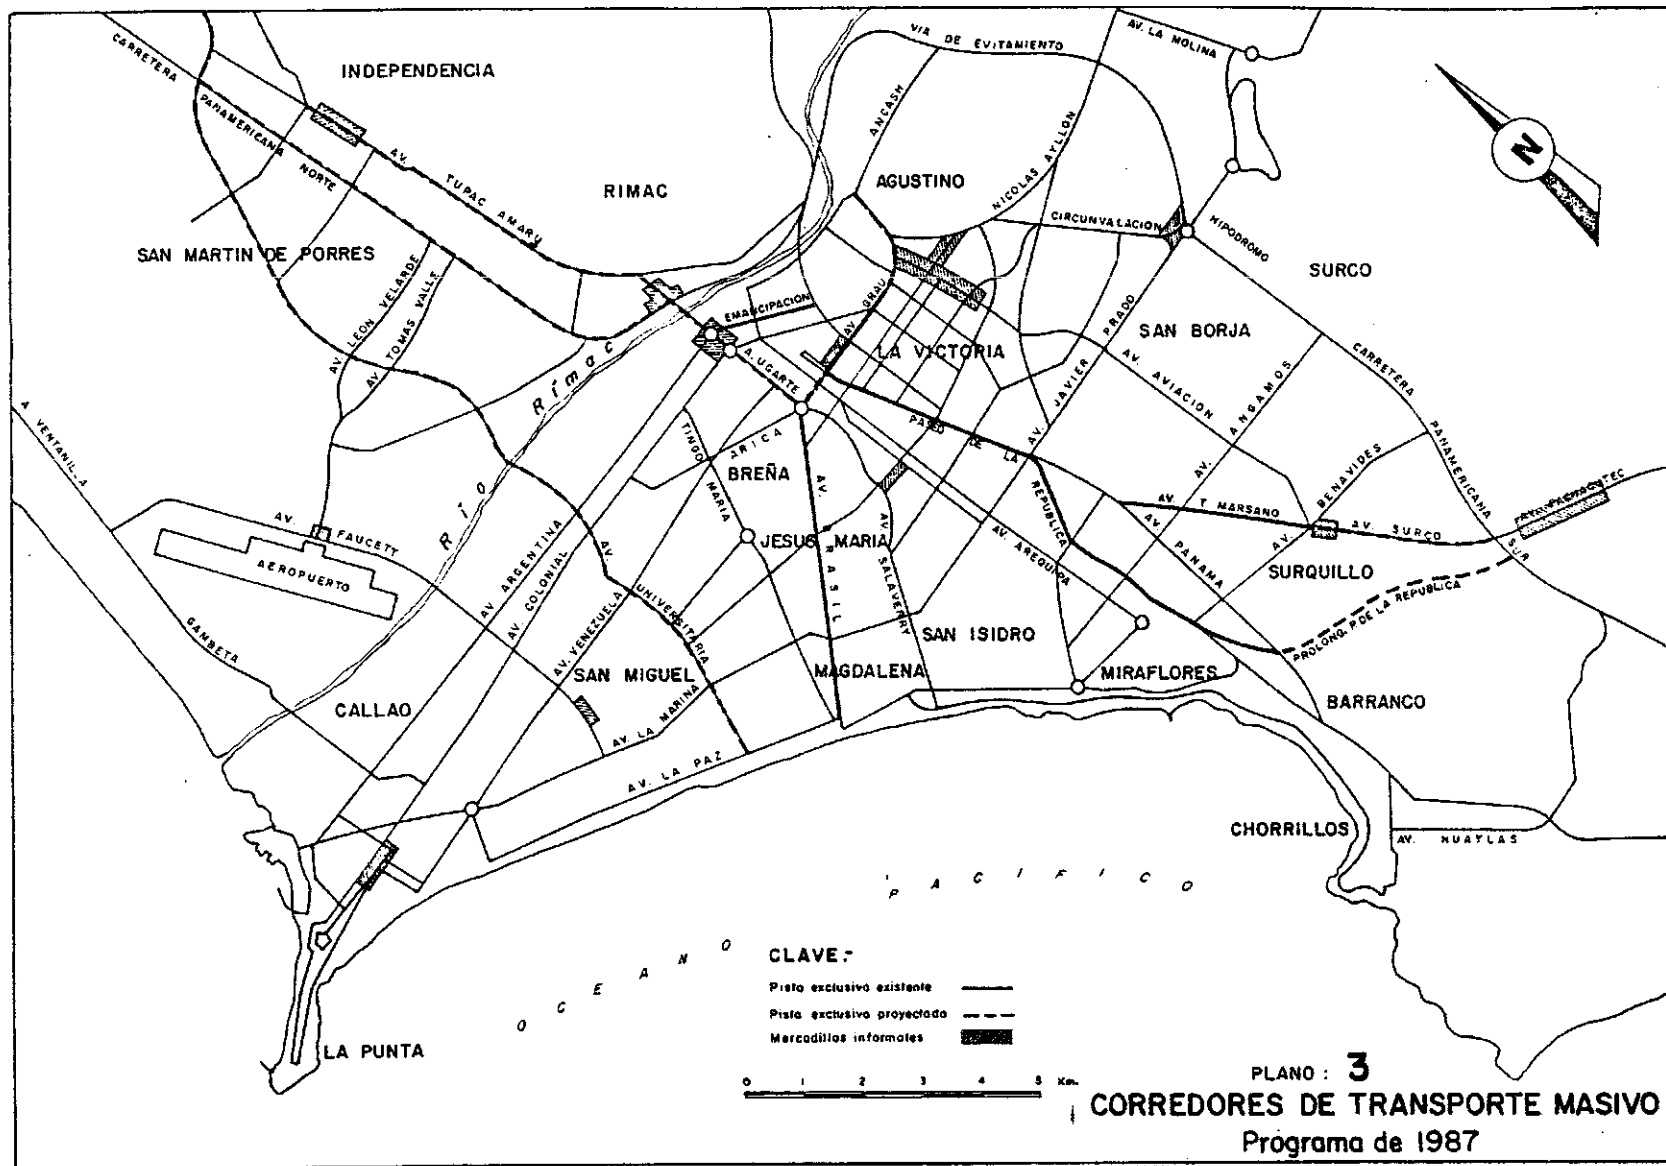 CARRETERA
PANAMERICANA
NORTE
INDEPENDENCIA
AV.
TUPAC AMARU
RIMAC
SAN MARTIN DE PORRES
AV. LEON VELARDE
AV. TOMAS VALLE
VIA DE EVITAMIENTO
AV. LA MOLINA
ANCASH
AGUSTINO
NICOLAS AYLLON
CIRCUNVALACION
HIPODROMO
SURCO
N
EMANCIPACION
AV. GRAU
LA VICTORIA
A. UGARTE
SAN BORJA
AV. JAVIER PRADO
AV. AVIACION
AV. ANGAMOS
CARRETERA
PANAMERICANA
SUR
Río Rímac
A VENTANILLA
TINGO
MARIA
ARICA
BREÑA
PASEO DE LA
REPUBLICA
AV. BENAVIDES
AV. T. MARSANO
AV. SURCO
AV. PACHACUTEC
AV. FAUCETT
AEROPUERTO
AV. ARGENTINA
AV. COLONIAL
AV. VENEZUELA
AV. UNIVERSITARIA
JESUS MARIA
AV. BRASIL
AV. SALAVERRY
AV. AREQUIPA
AV. PANAMA
SURQUILLO
PROLONG. P. DE LA REPUBLICA
GAMBETA
SAN ISIDRO
SAN MIGUEL
MAGDALENA
MIRAFLORES
BARRANCO
CALLAO
AV. LA MARINA
AV. LA PAZ
CHORRILLOS
AV. HUAYLAS
OCEANO PACIFICO
LA PUNTA
CLAVE:-
Pista exclusiva existente
Pista exclusiva proyectada
Mercadillos informales
0 1 2 3 4 5 Km.
PLANO: 3
CORREDORES DE TRANSPORTE MASIVO
Programa de 1987